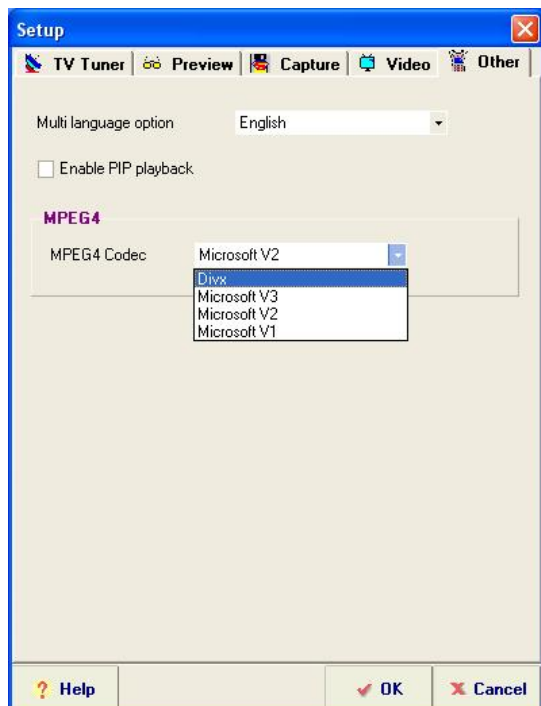 Setup
TV Tuner Preview Capture Video Other
Multi language option English
Enable PIP playback
MPEG4
MPEG4 Codec Microsoft V2
Divx
Microsoft V3
Microsoft V2
Microsoft V1
? Help OK Cancel